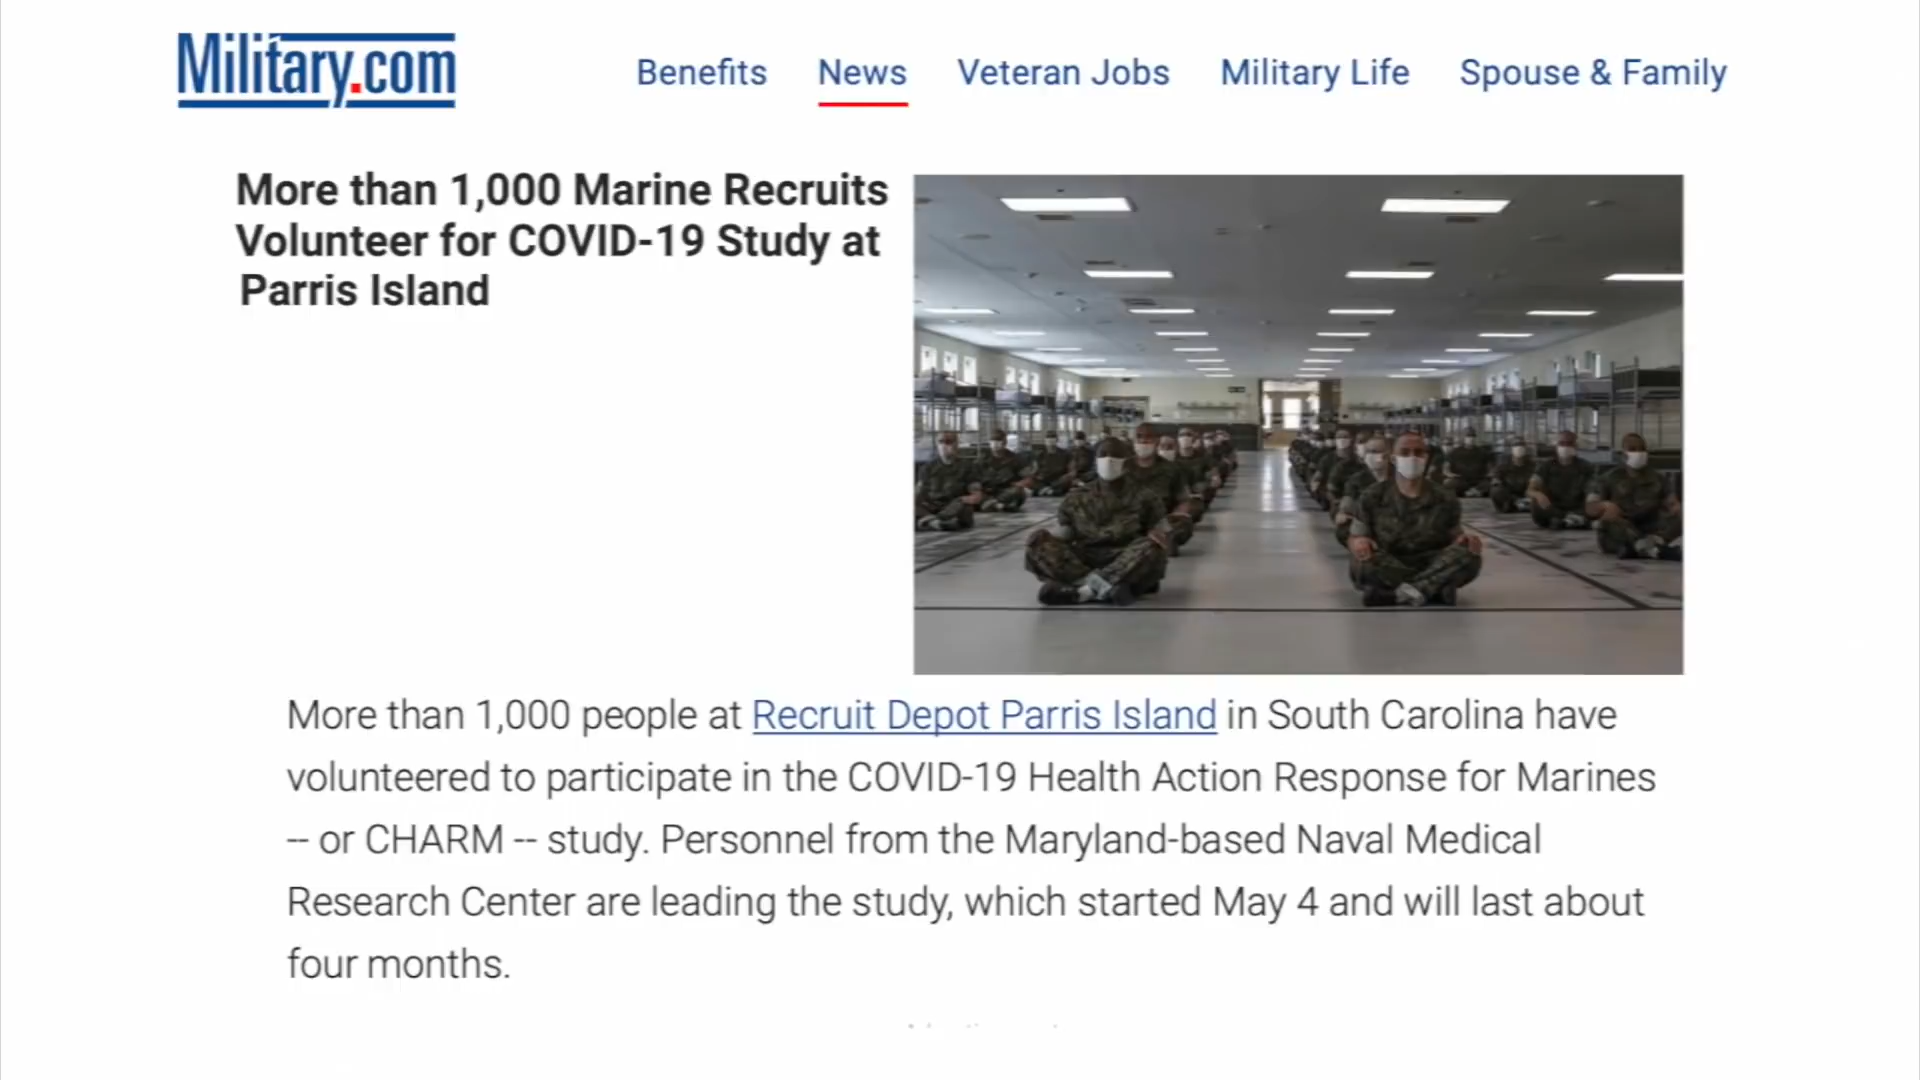 Military.com
Benefits News Veteran Jobs Military Life Spouse & Family
More than 1,000 Marine Recruits
Volunteer for COVID-19 Study at
Parris Island
More than 1,000 people at Recruit Depot Parris Island in South Carolina have
volunteered to participate in the COVID-19 Health Action Response for Marines
-- or CHARM -- study. Personnel from the Maryland-based Naval Medical
Research Center are leading the study, which started May 4 and will last about
four months.